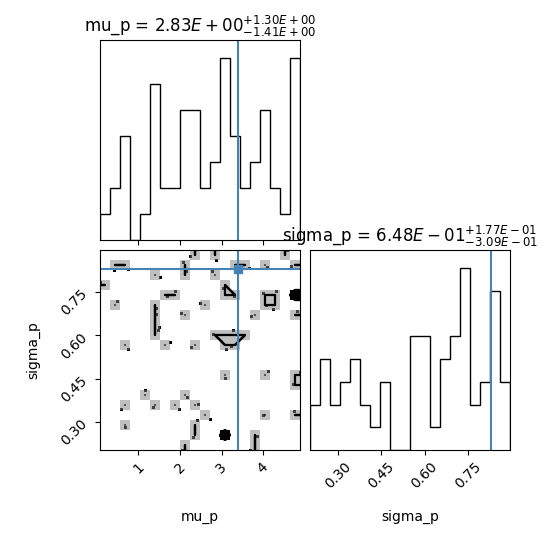 mu_p = 2.83E + 00+1.30E+00−1.41E+00
sigma_p = 6.48E − 01+1.77E−01−3.09E−01
sigma_p
0.75
0.60
0.45
0.30
1 2 3 4
0.30 0.45 0.60 0.75
mu_p
sigma_p